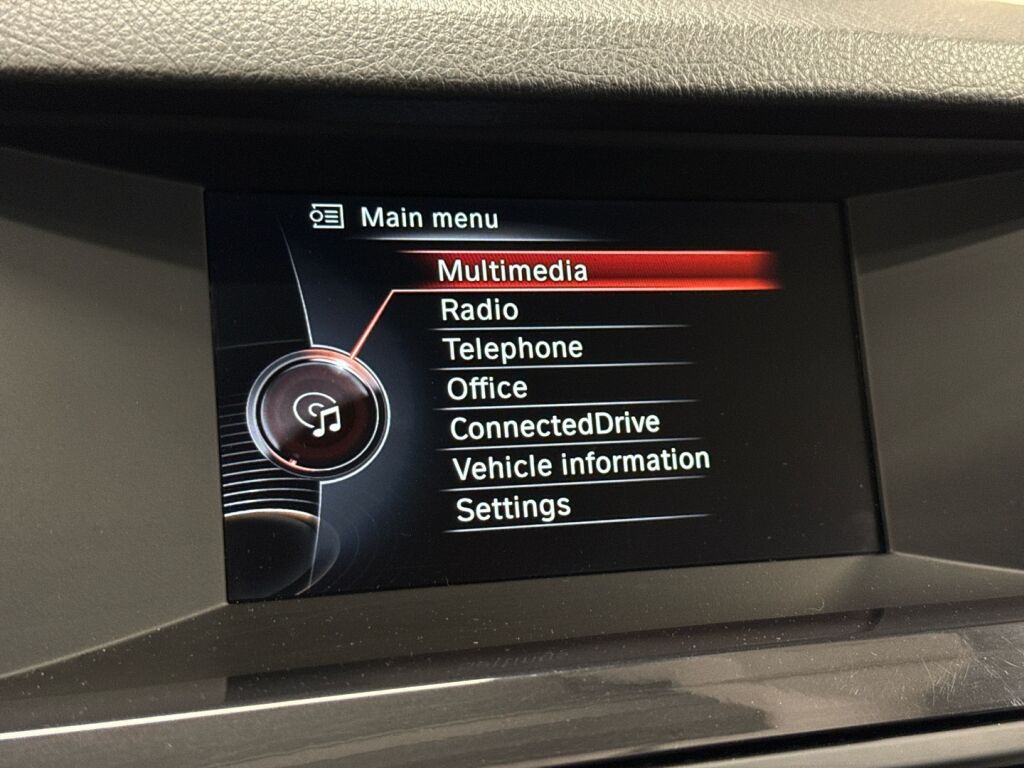 Main menu
Multimedia
Radio
Telephone
Office
ConnectedDrive
Vehicle information
Settings